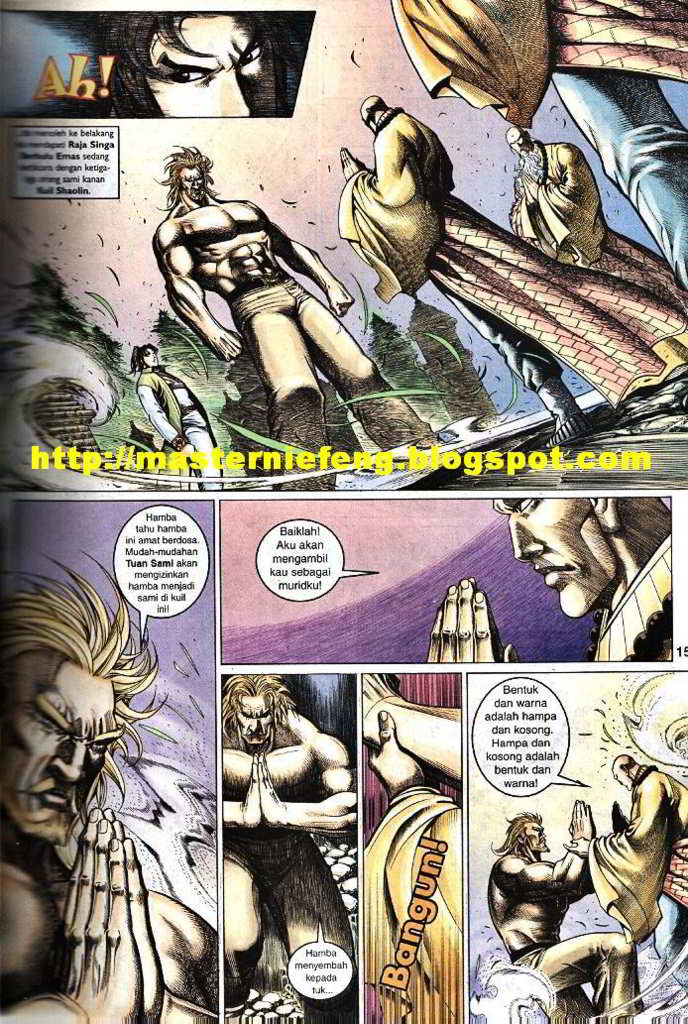 Ah!
menoleh ke belakang
mendapati Raja Singa
Berbulu Emas sedang
dengan ketiga-
orang sami kanan
Kuil Shaolin.
http://masterniefeng.blogspot.com
Hamba
tahu hamba
ini amat berdosa.
Mudah-mudahan
Tuan Sami akan
mengizinkan
hamba menjadi
sami di kuil
ini!
Baiklah!
Aku akan
mengambil
kau sebagai
muridku!
15
Hamba
menyembah
kepada
tuk...
Bangun!
Bentuk
dan warna
adalah hampa
dan kosong.
Hampa dan
kosong adalah
bentuk dan
warna!